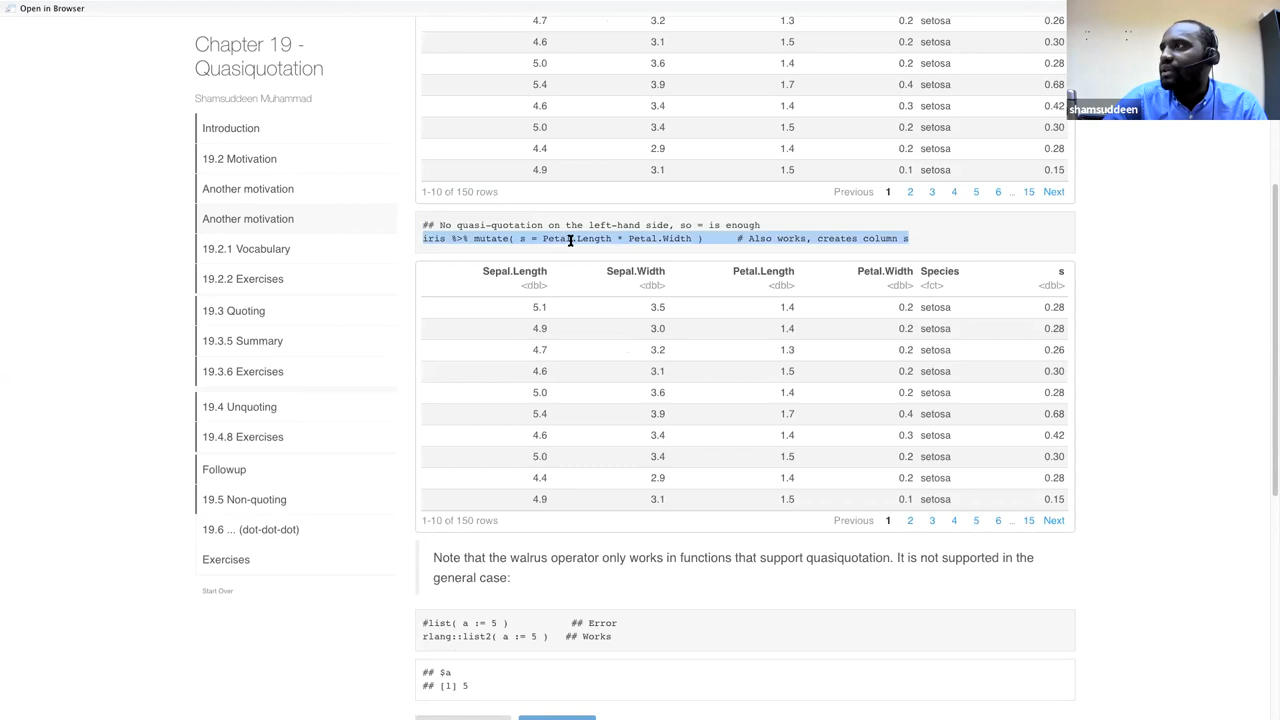 Open in Browser
Chapter 19 -
Quasiquotation
Shamsuddeen Muhammad
Introduction
19.2 Motivation
Another motivation
Another motivation
19.2.1 Vocabulary
19.2.2 Exercises
19.3 Quoting
19.3.5 Summary
19.3.6 Exercises
19.4 Unquoting
19.4.8 Exercises
Followup
19.5 Non-quoting
19.6 ... (dot-dot-dot)
Exercises
Start Over
4.7 3.2 1.3 0.2 setosa 0.26
4.6 3.1 1.5 0.2 setosa 0.30
5.0 3.6 1.4 0.2 setosa 0.28
5.4 3.9 1.7 0.4 setosa 0.68
4.6 3.4 1.4 0.3 setosa 0.42
5.0 3.4 1.5 0.2 setosa 0.30
4.4 2.9 1.4 0.2 setosa 0.28
4.9 3.1 1.5 0.1 setosa 0.15
1-10 of 150 rows Previous 1 2 3 4 5 6 ... 15 Next
## No quasi-quotation on the left-hand side, so = is enough
iris %>% mutate( s = Petal.Length * Petal.Width ) # Also works, creates column s
Sepal.Length Sepal.Width Petal.Length Petal.Width Species s
<dbl> <dbl> <dbl> <dbl> <fct> <dbl>
5.1 3.5 1.4 0.2 setosa 0.28
4.9 3.0 1.4 0.2 setosa 0.28
4.7 3.2 1.3 0.2 setosa 0.26
4.6 3.1 1.5 0.2 setosa 0.30
5.0 3.6 1.4 0.2 setosa 0.28
5.4 3.9 1.7 0.4 setosa 0.68
4.6 3.4 1.4 0.3 setosa 0.42
5.0 3.4 1.5 0.2 setosa 0.30
4.4 2.9 1.4 0.2 setosa 0.28
4.9 3.1 1.5 0.1 setosa 0.15
1-10 of 150 rows Previous 1 2 3 4 5 6 ... 15 Next
Note that the walrus operator only works in functions that support quasiquotation. It is not supported in the
general case:
#list( a := 5 ) ## Error
rlang::list2( a := 5 ) ## Works
## $a
## [1] 5
shamsuddeen